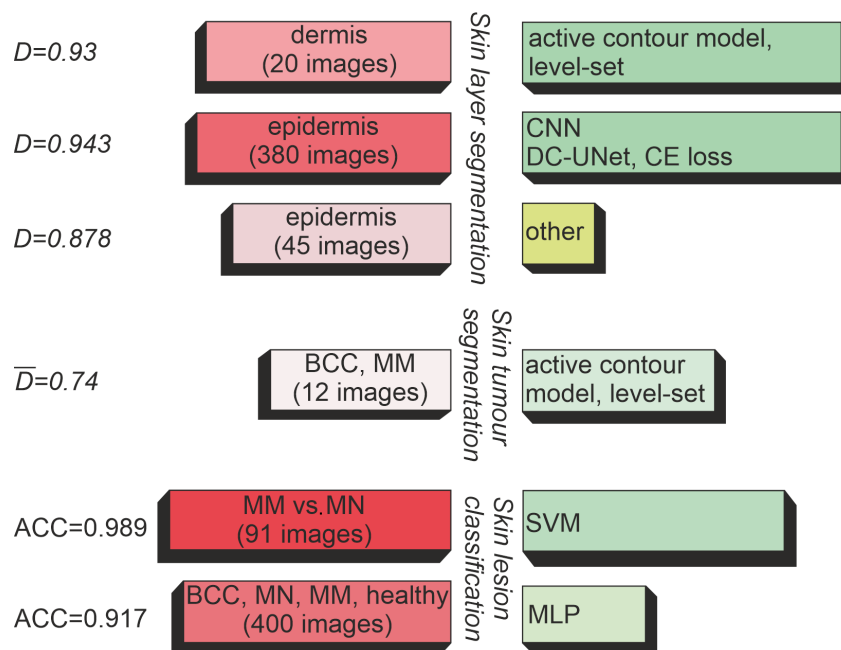 D=0.93
dermis
(20 images)
Skin layer segmentation
active contour model,
level-set
D=0.943
epidermis
(380 images)
CNN
DC-UNet, CE loss
D=0.878
epidermis
(45 images)
other
D̅=0.74
BCC, MM
(12 images)
Skin tumour
segmentation
active contour
model, level-set
ACC=0.989
MM vs.MN
(91 images)
Skin lesion
classification
SVM
ACC=0.917
BCC, MN, MM, healthy
(400 images)
MLP